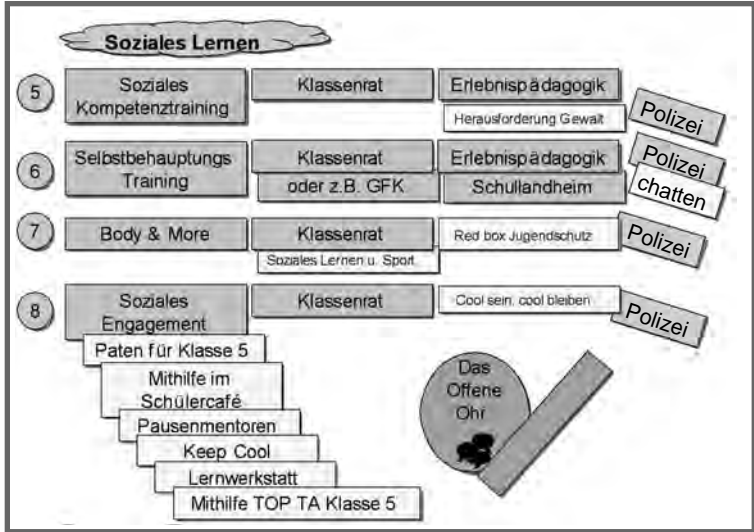 Soziales Lernen
5
Soziales
Kompetenztraining
Klassenrat
Erlebnispädagogik
Herausforderung Gewalt
Polizei
6
Selbstbehauptungs
Training
Klassenrat
oder z.B. GFK
Erlebnispädagogik
Schullandheim
Polizei
chatten
7
Body & More
Klassenrat
Soziales Lernen u. Sport
Red box Jugendschutz
Polizei
8
Soziales
Engagement
Klassenrat
Cool sein, cool bleiben
Polizei
Paten für Klasse 5
Mithilfe im
Schülercafé
Pausenmentoren
Keep Cool
Lernwerkstatt
Mithilfe TOP TA Klasse 5
Das
Offene
Ohr